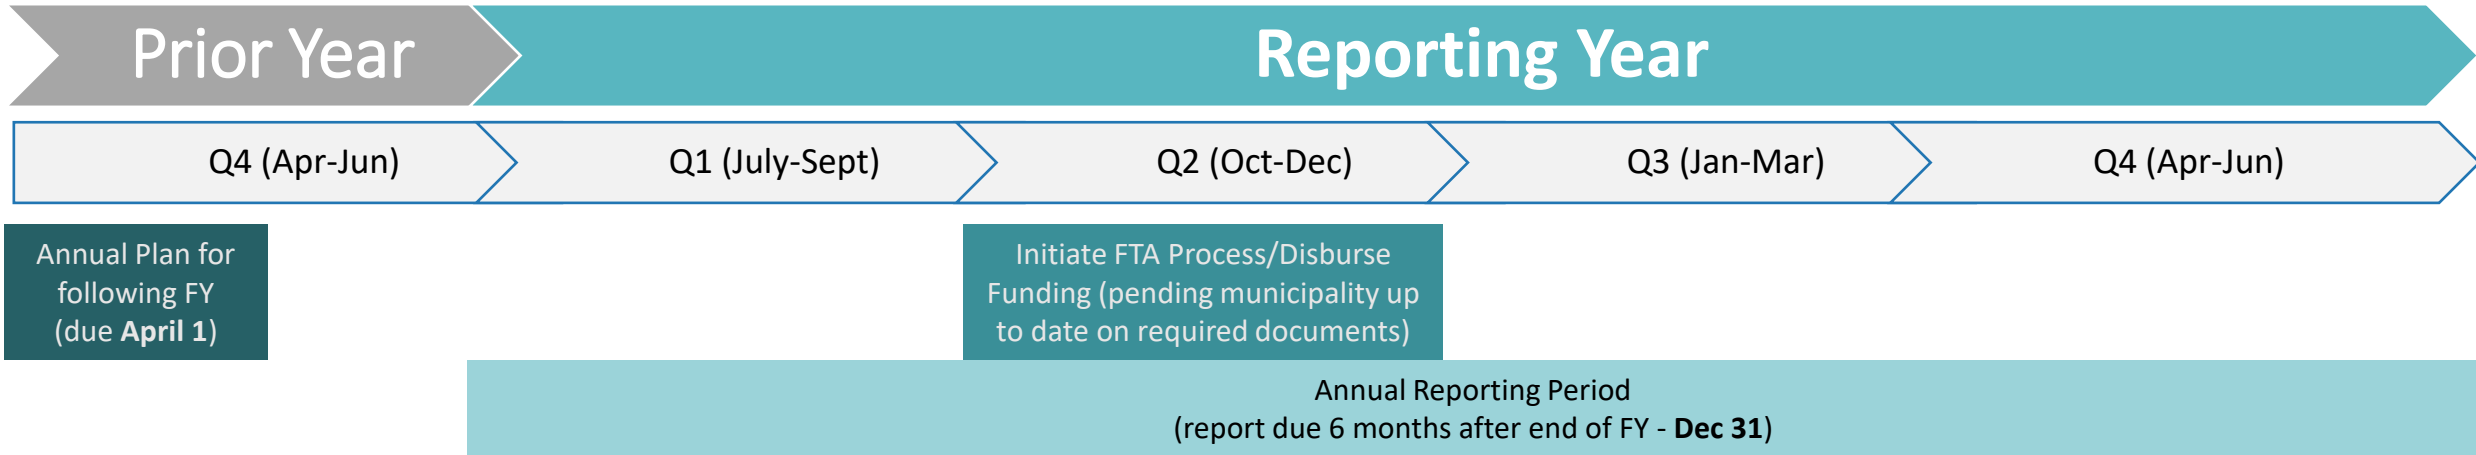 Prior Year
Reporting Year
Q4 (Apr-Jun)
Q1 (July-Sept)
Q2 (Oct-Dec)
Q3 (Jan-Mar)
Q4 (Apr-Jun)
Annual Plan for
following FY
(due April 1)
Initiate FTA Process/Disburse
Funding (pending municipality up
to date on required documents)
Annual Reporting Period
(report due 6 months after end of FY - Dec 31)